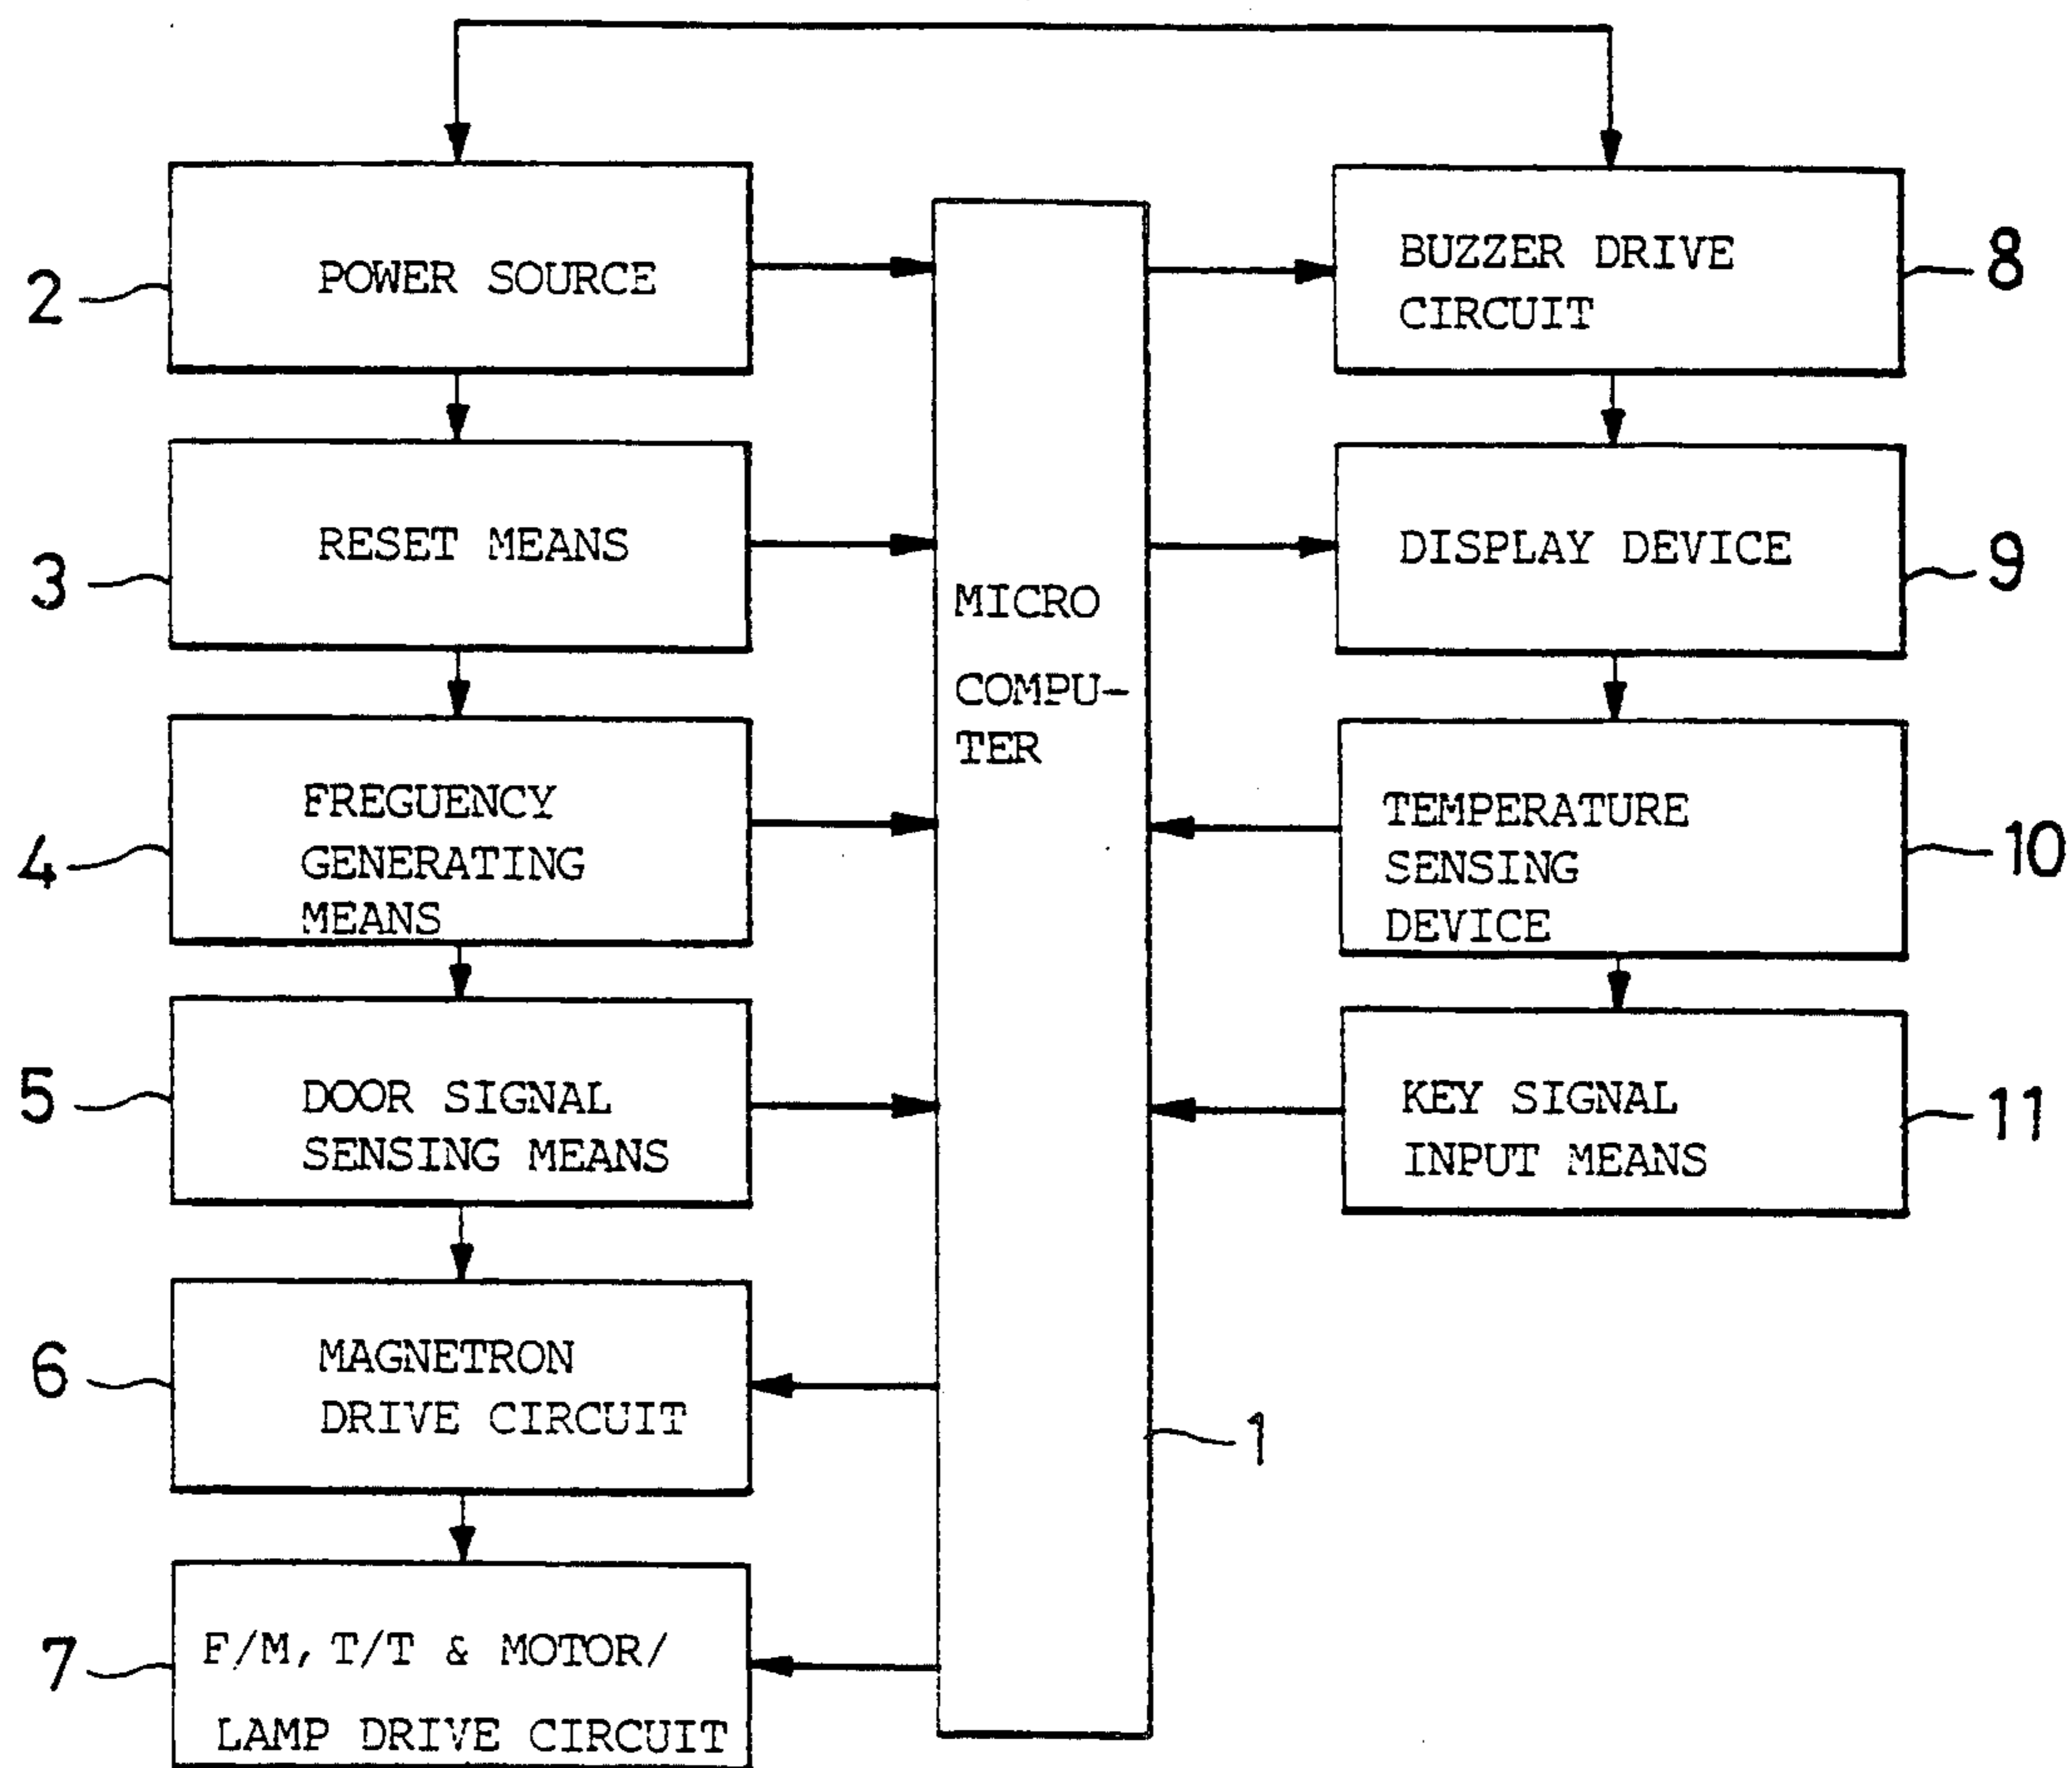 2
POWER SOURCE
3
RESET MEANS
4
FREGUENCY
GENERATING
MEANS
5
DOOR SIGNAL
SENSING MEANS
6
MAGNETRON
DRIVE CIRCUIT
7
F/M, T/T & MOTOR/
LAMP DRIVE CIRCUIT
MICRO
COMPU-
TER
1
BUZZER DRIVE
CIRCUIT
8
DISPLAY DEVICE
9
TEMPERATURE
SENSING
DEVICE
10
KEY SIGNAL
INPUT MEANS
11